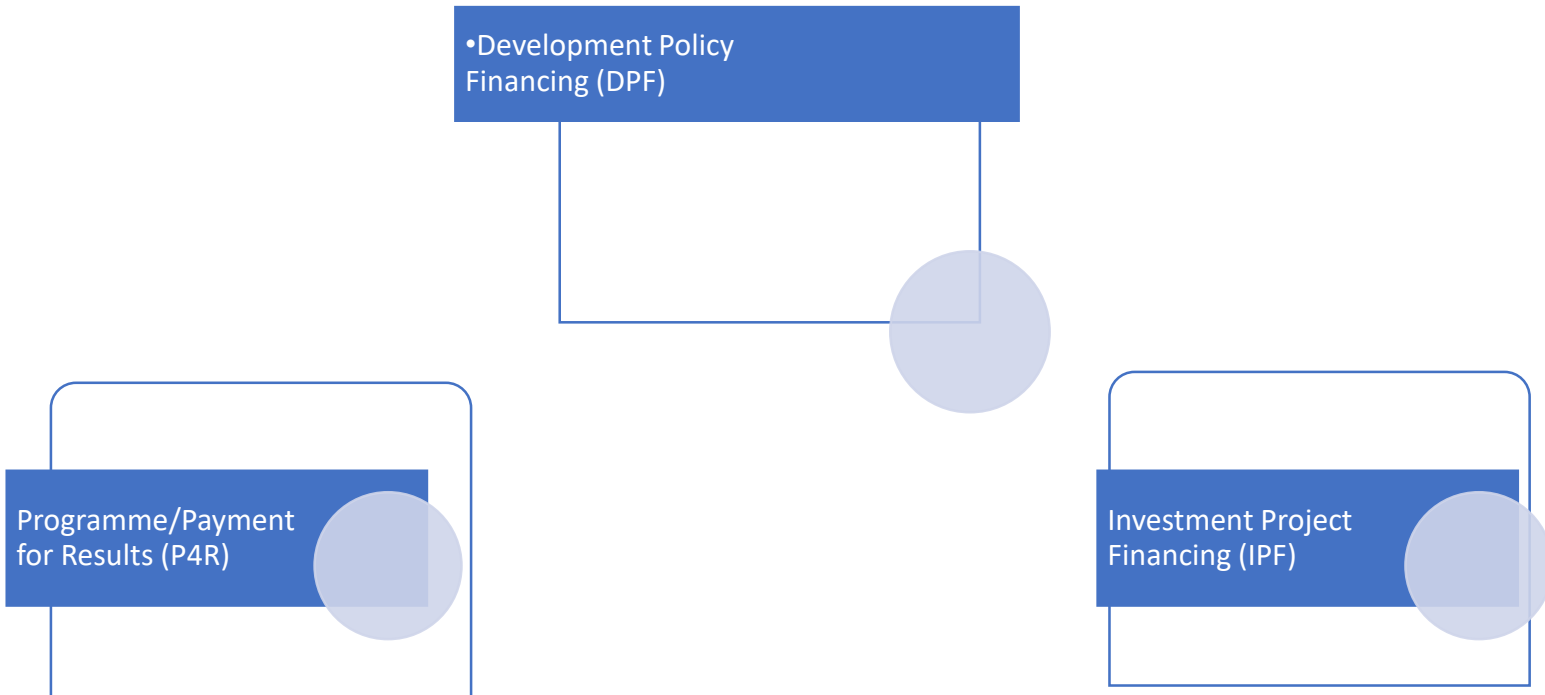 •Development Policy
Financing (DPF)
Programme/Payment
for Results (P4R)
Investment Project
Financing (IPF)